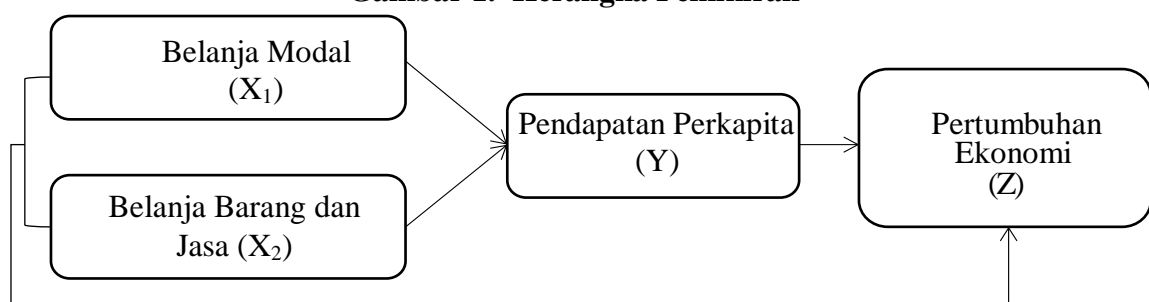 Belanja Modal
(X₁)
Belanja Barang dan
Jasa (X₂)
Pendapatan Perkapita
(Y)
Pertumbuhan
Ekonomi
(Z)